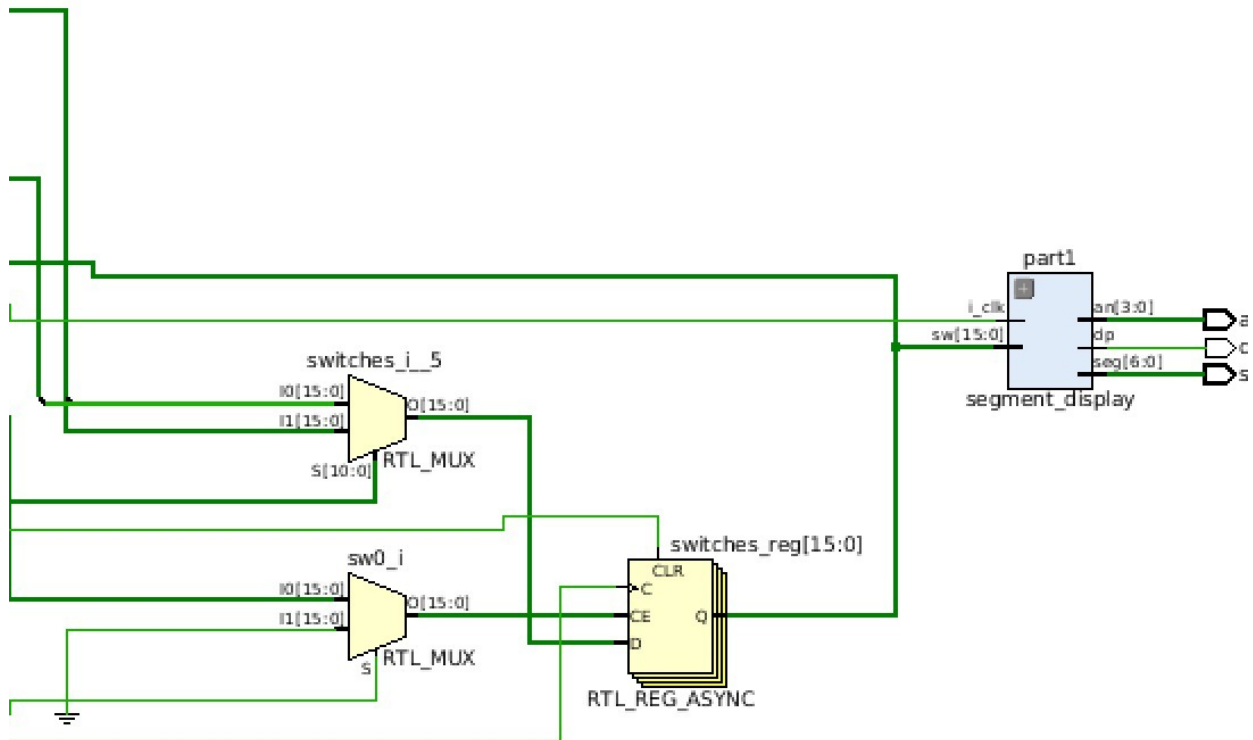 part1
i_clk
an[3:0]
sw[15:0]
dp
seg[6:0]
segment_display
switches_i__5
I0[15:0]
O[15:0]
I1[15:0]
S[10:0]
RTL_MUX
switches_reg[15:0]
sw0_i
CLR
I0[15:0]
C
O[15:0]
I1[15:0]
CE
Q
D
S
RTL_MUX
RTL_REG_ASYNC